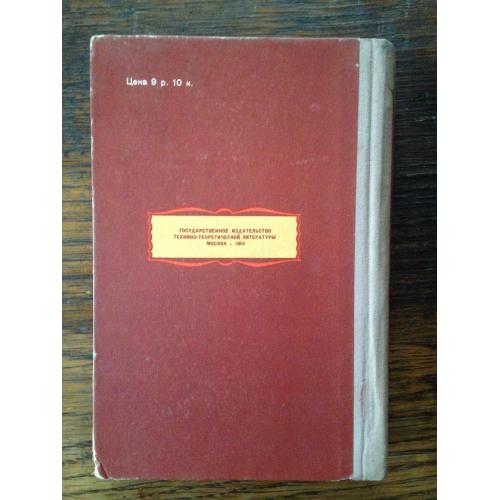 Цена 9 р. 10 к.
ГОСУДАРСТВЕННОЕ ИЗДАТЕЛЬСТВО
ТЕХНИКО-ТЕОРЕТИЧЕСКОЙ ЛИТЕРАТУРЫ
МОСКВА - 1954